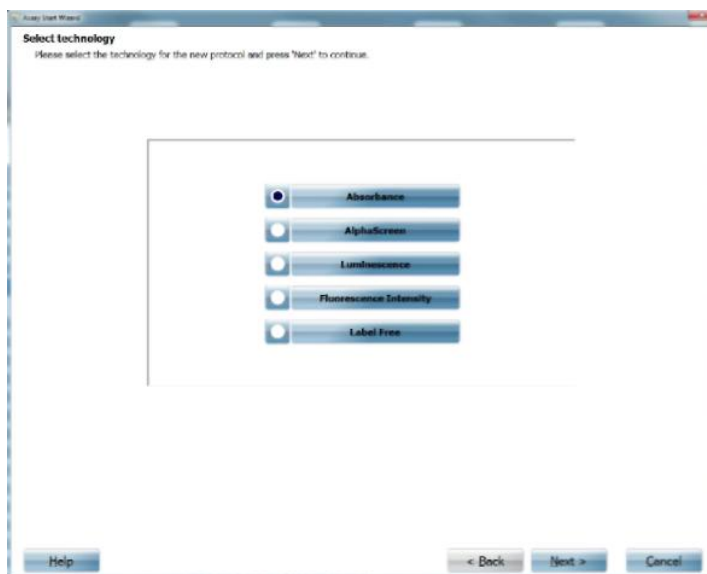 Assay Start Wizard
Select technology
Please select the technology for the new protocol and press 'Next' to continue.
Absorbance
AlphaScreen
Luminescence
Fluorescence Intensity
Label Free
Help
< Back
Next >
Cancel